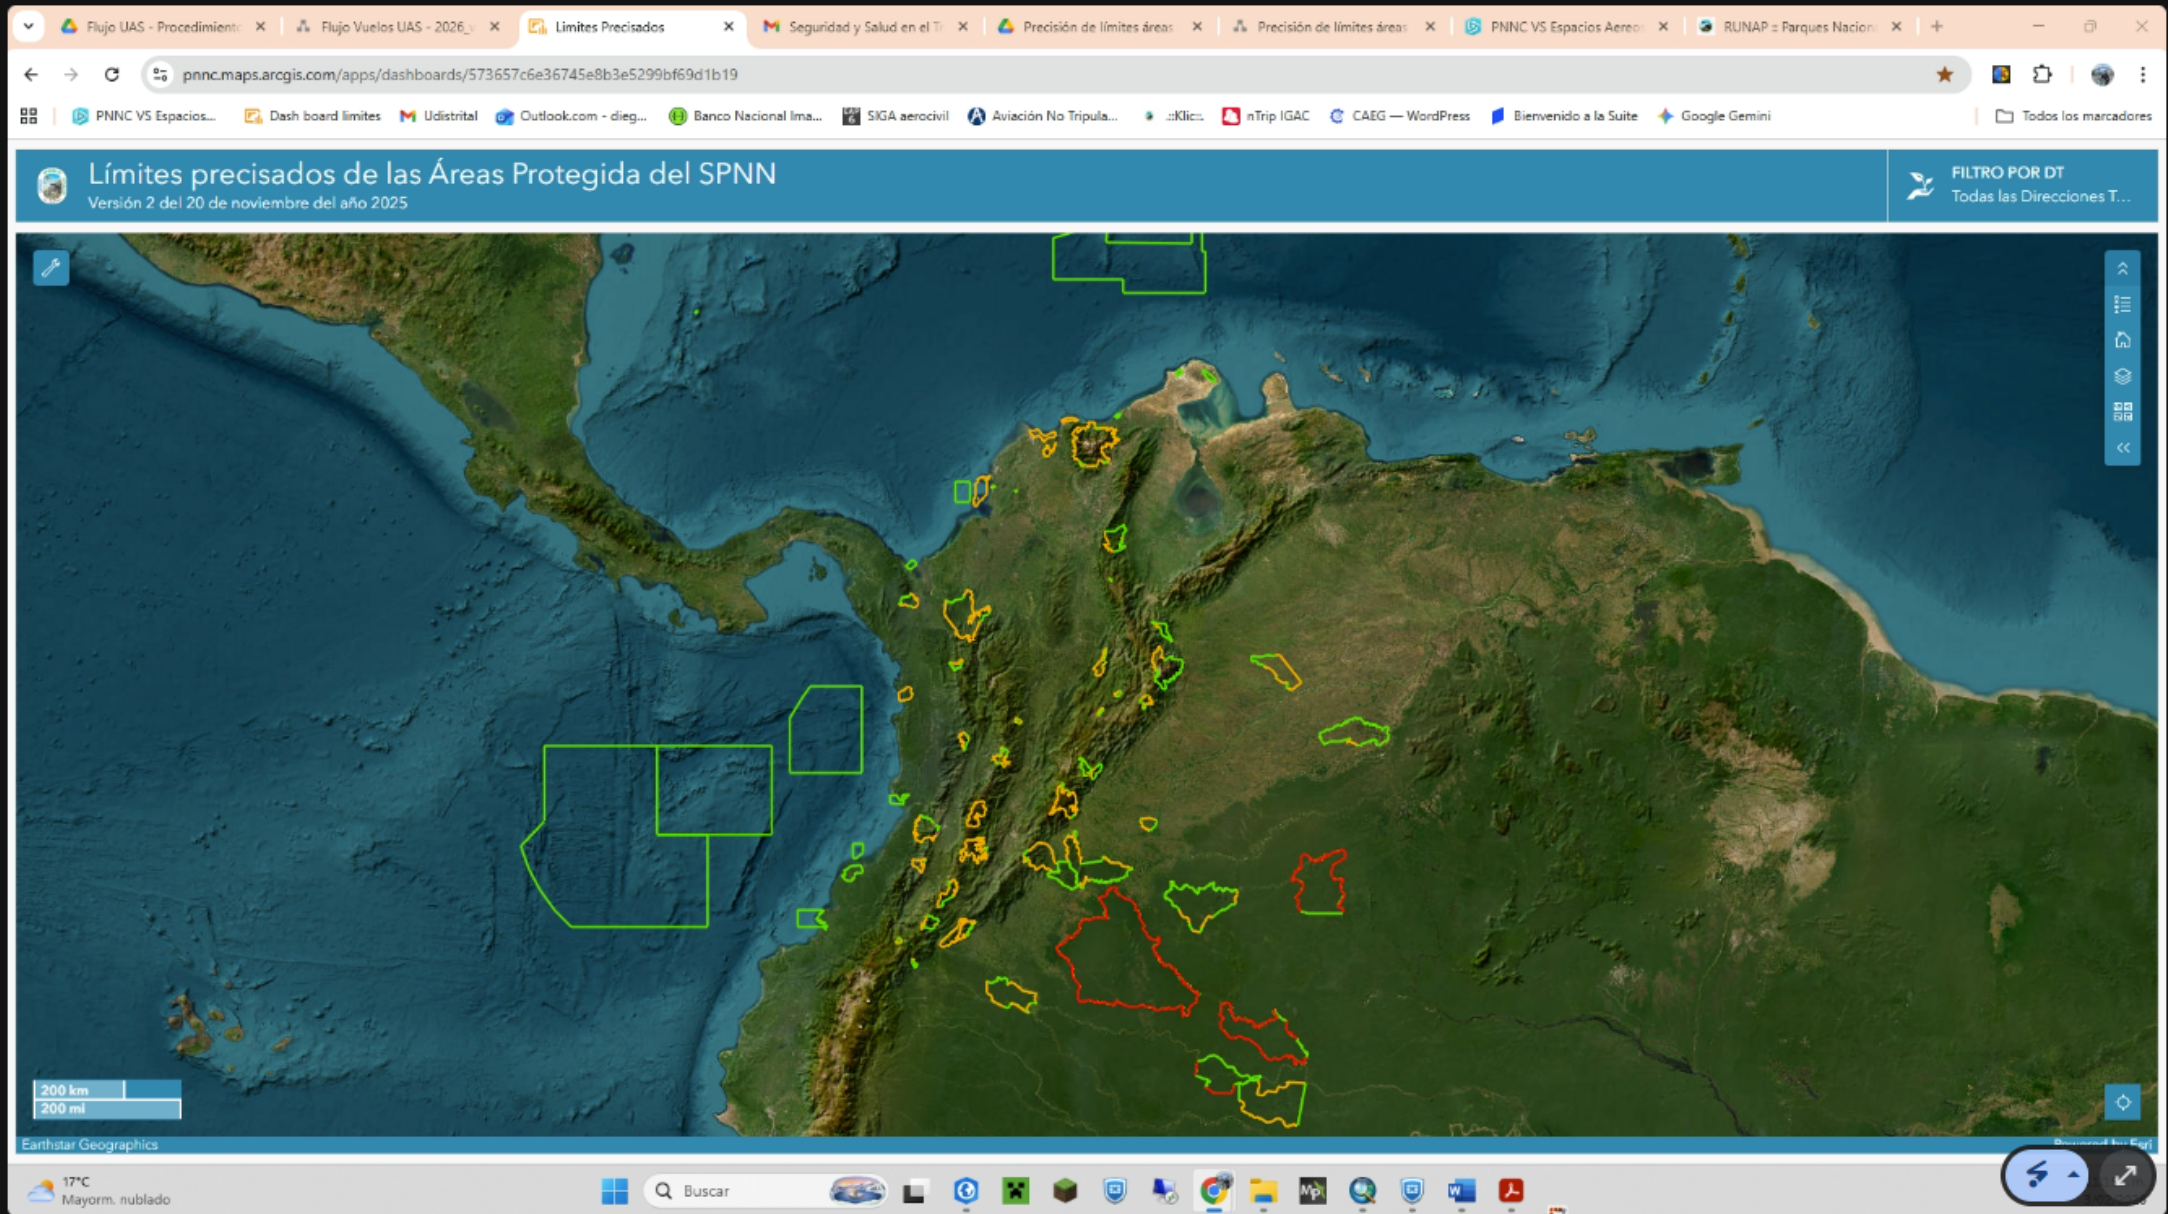 Flujo UAS - Procedimiento
Flujo Vuelos UAS - 2026_
Limites Precisados
Seguridad y Salud en el T
Precisión de límites áreas
Precisión de límites áreas
PNNC VS Espacios Aereo
RUNAP :: Parques Nacion
pnnc.maps.arcgis.com/apps/dashboards/573657c6e36745e8b3e5299bf69d1b19
PNNC VS Espacios...
Dash board limites
Udistrital
Outlook.com - dieg...
Banco Nacional Ima...
SIGA aerocivil
Aviación No Tripula...
.::Klic::.
nTrip IGAC
CAEG — WordPress
Bienvenido a la Suite
Google Gemini
Todos los marcadores
Límites precisados de las Áreas Protegida del SPNN
Versión 2 del 20 de noviembre del año 2025
FILTRO POR DT
Todas las Direcciones T...
200 km
200 mi
Earthstar Geographics
Powered by Esri
17°C
Mayorm. nublado
Buscar